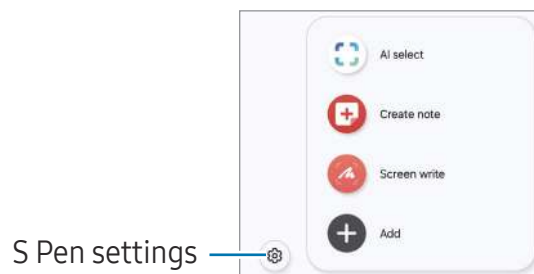 AI select
Create note
Screen write
Add
S Pen settings